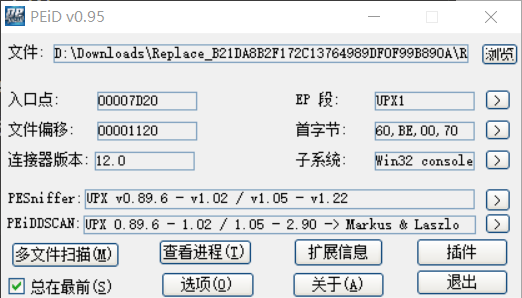 PEiD v0.95
文件: D:\Downloads\Replace_B21DA8B2F172C13764989DF0F99B890A\R 浏览
入口点: 00007D20 EP 段: UPX1 >
文件偏移: 00001120 首字节: 60,BE,00,70 >
连接器版本: 12.0 子系统: Win32 console >
PESniffer: UPX v0.89.6 - v1.02 / v1.05 - v1.22 >
PEiDDSCAN: UPX 0.89.6 - 1.02 / 1.05 - 2.90 -> Markus & Laszlo >
多文件扫描(M) 查看进程(T) 扩展信息 插件
总在最前(S) 选项(O) 关于(A) 退出